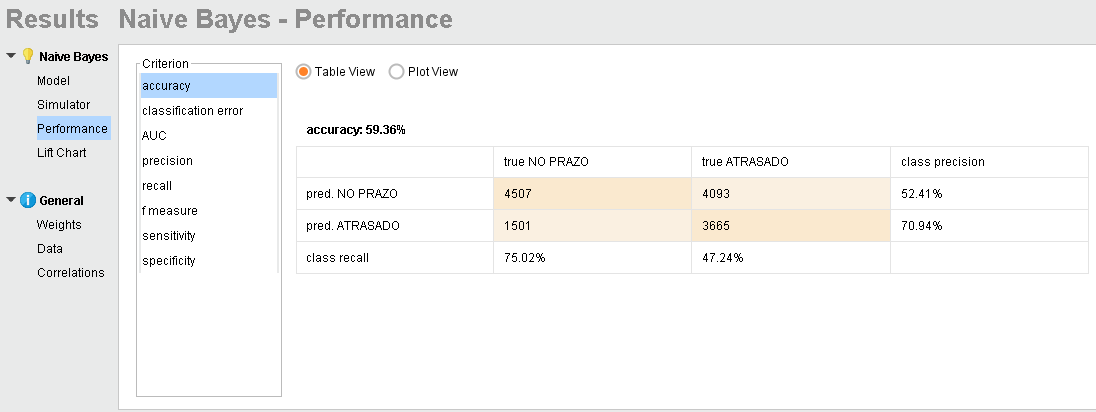 Results Naive Bayes - Performance
Naive Bayes
Model
Simulator
Performance
Lift Chart
General
Weights
Data
Correlations
Criterion
accuracy
classification error
AUC
precision
recall
f measure
sensitivity
specificity
Table View Plot View
accuracy: 59.36%
true NO PRAZO true ATRASADO class precision
pred. NO PRAZO 4507 4093 52.41%
pred. ATRASADO 1501 3665 70.94%
class recall 75.02% 47.24%